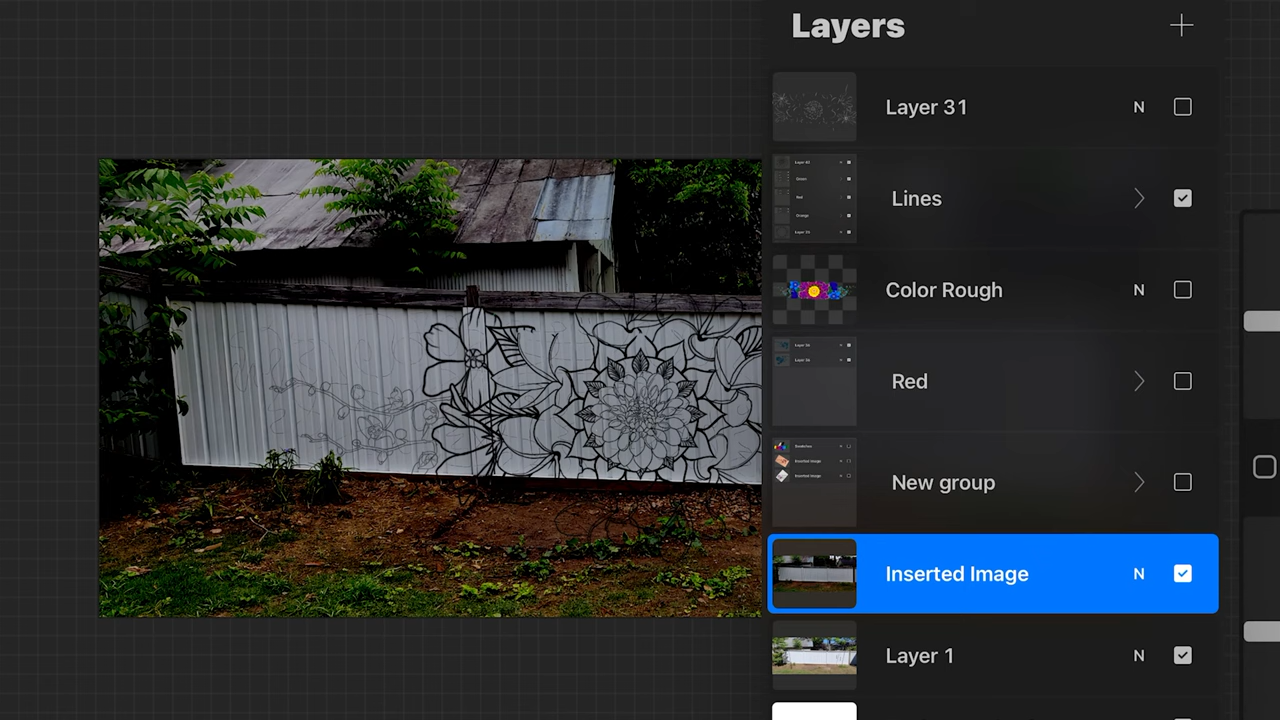 Layers
Layer 31
N
Lines
Color Rough
N
Red
New group
Inserted Image
N
Layer 1
N